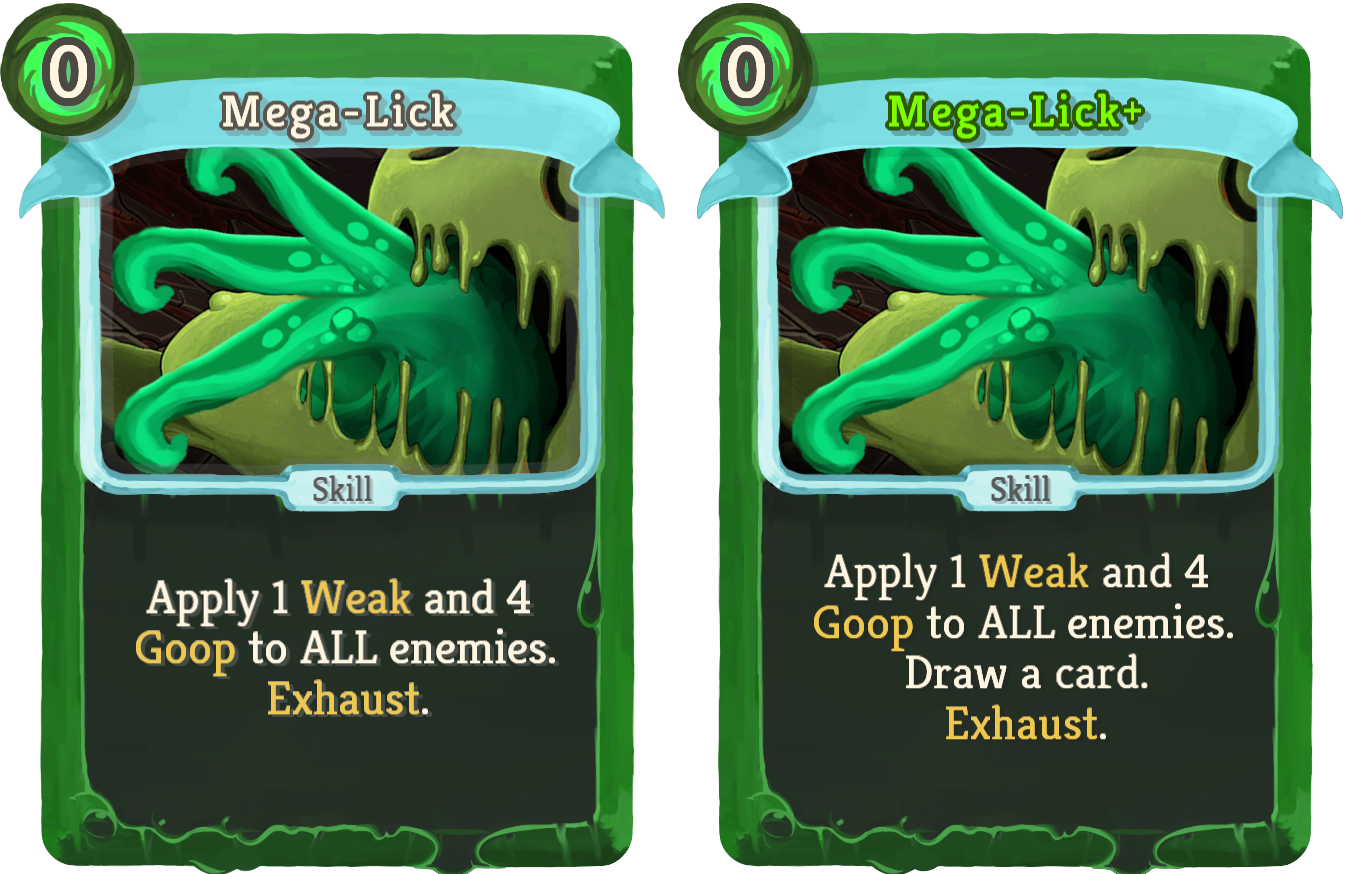 0
Mega-Lick
Skill
Apply 1 Weak and 4
Goop to ALL enemies.
Exhaust.
0
Mega-Lick+
Skill
Apply 1 Weak and 4
Goop to ALL enemies.
Draw a card.
Exhaust.